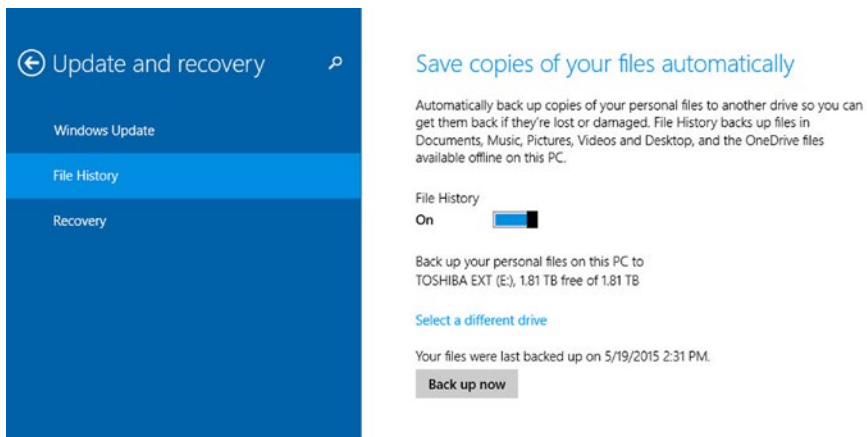 Update and recovery
Windows Update
File History
Recovery
Save copies of your files automatically
Automatically back up copies of your personal files to another drive so you can
get them back if they're lost or damaged. File History backs up files in
Documents, Music, Pictures, Videos and Desktop, and the OneDrive files
available offline on this PC.
File History
On
Back up your personal files on this PC to
TOSHIBA EXT (E:), 1.81 TB free of 1.81 TB
Select a different drive
Your files were last backed up on 5/19/2015 2:31 PM.
Back up now